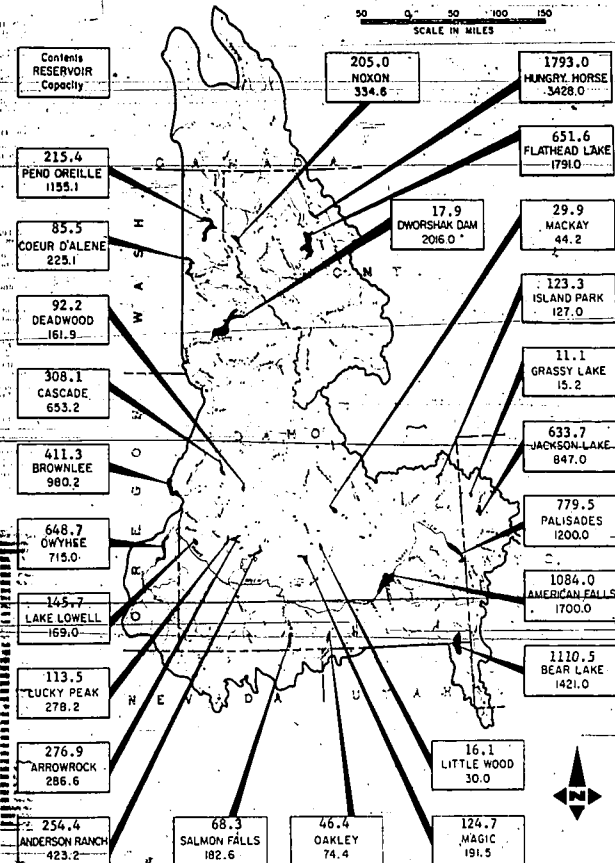 50 0 50 100 150
SCALE IN MILES
Contents
RESERVOIR
Capacity
205.0
NOXON
334.6
1793.0
HUNGRY HORSE
3428.0
215.4
PEND OREILLE
1155.1
CANADA
651.6
FLATHEAD LAKE
1791.0
85.5
COEUR D'ALENE
225.1
WASH
17.9
DWORSHAK DAM
2016.0
29.9
MACKAY
44.2
92.2
DEADWOOD
161.9
123.3
ISLAND PARK
127.0
308.1
CASCADE
653.2
11.1
GRASSY LAKE
15.2
411.3
BROWNLEE
980.2
633.7
JACKSON LAKE
847.0
648.7
OWYHEE
715.0
OREGON
779.5
PALISADES
1200.0
145.7
LAKE LOWELL
169.0
1084.0
AMERICAN FALLS
1700.0
113.5
LUCKY PEAK
278.2
NEVADA
UTAH
1110.5
BEAR LAKE
1421.0
276.9
ARROWROCK
286.6
16.1
LITTLE WOOD
30.0
N
254.4
ANDERSON RANCH
423.2
68.3
SALMON FALLS
182.6
46.4
OAKLEY
74.4
124.7
MAGIC
191.5